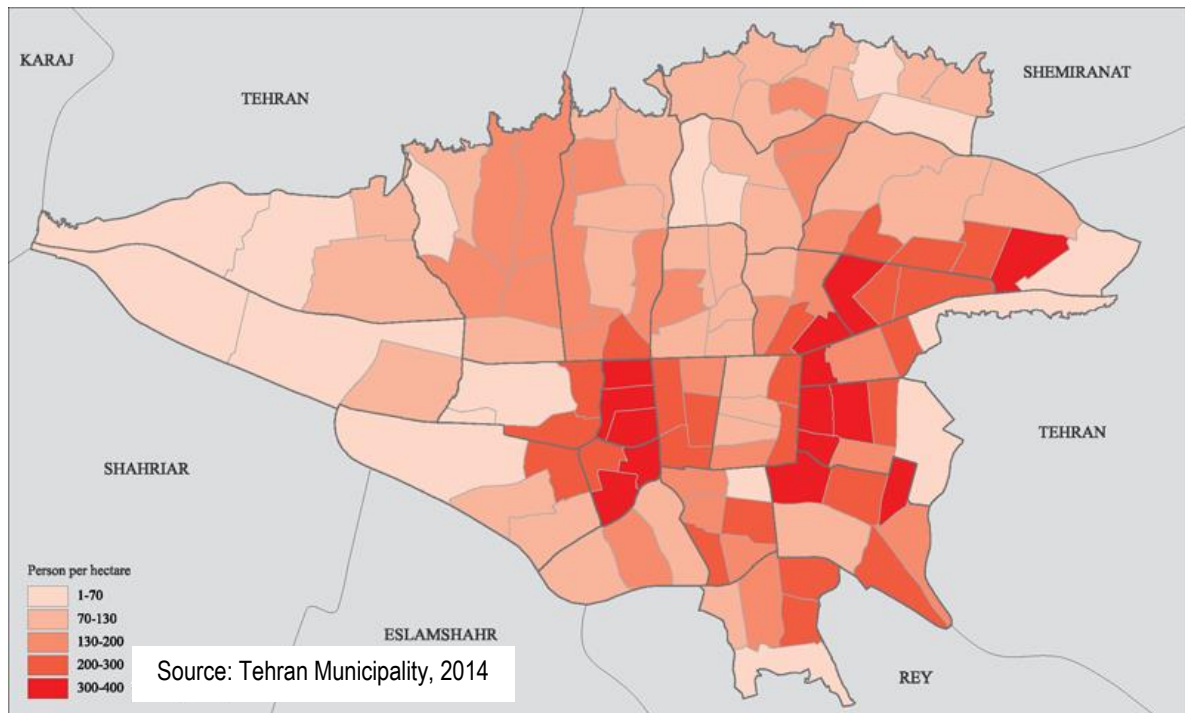 KARAJ
TEHRAN
SHEMIRANAT
TEHRAN
SHAHRIAR
ESLAMSHAHR
REY
Person per hectare
1-70
70-130
130-200
200-300
300-400
Source: Tehran Municipality, 2014